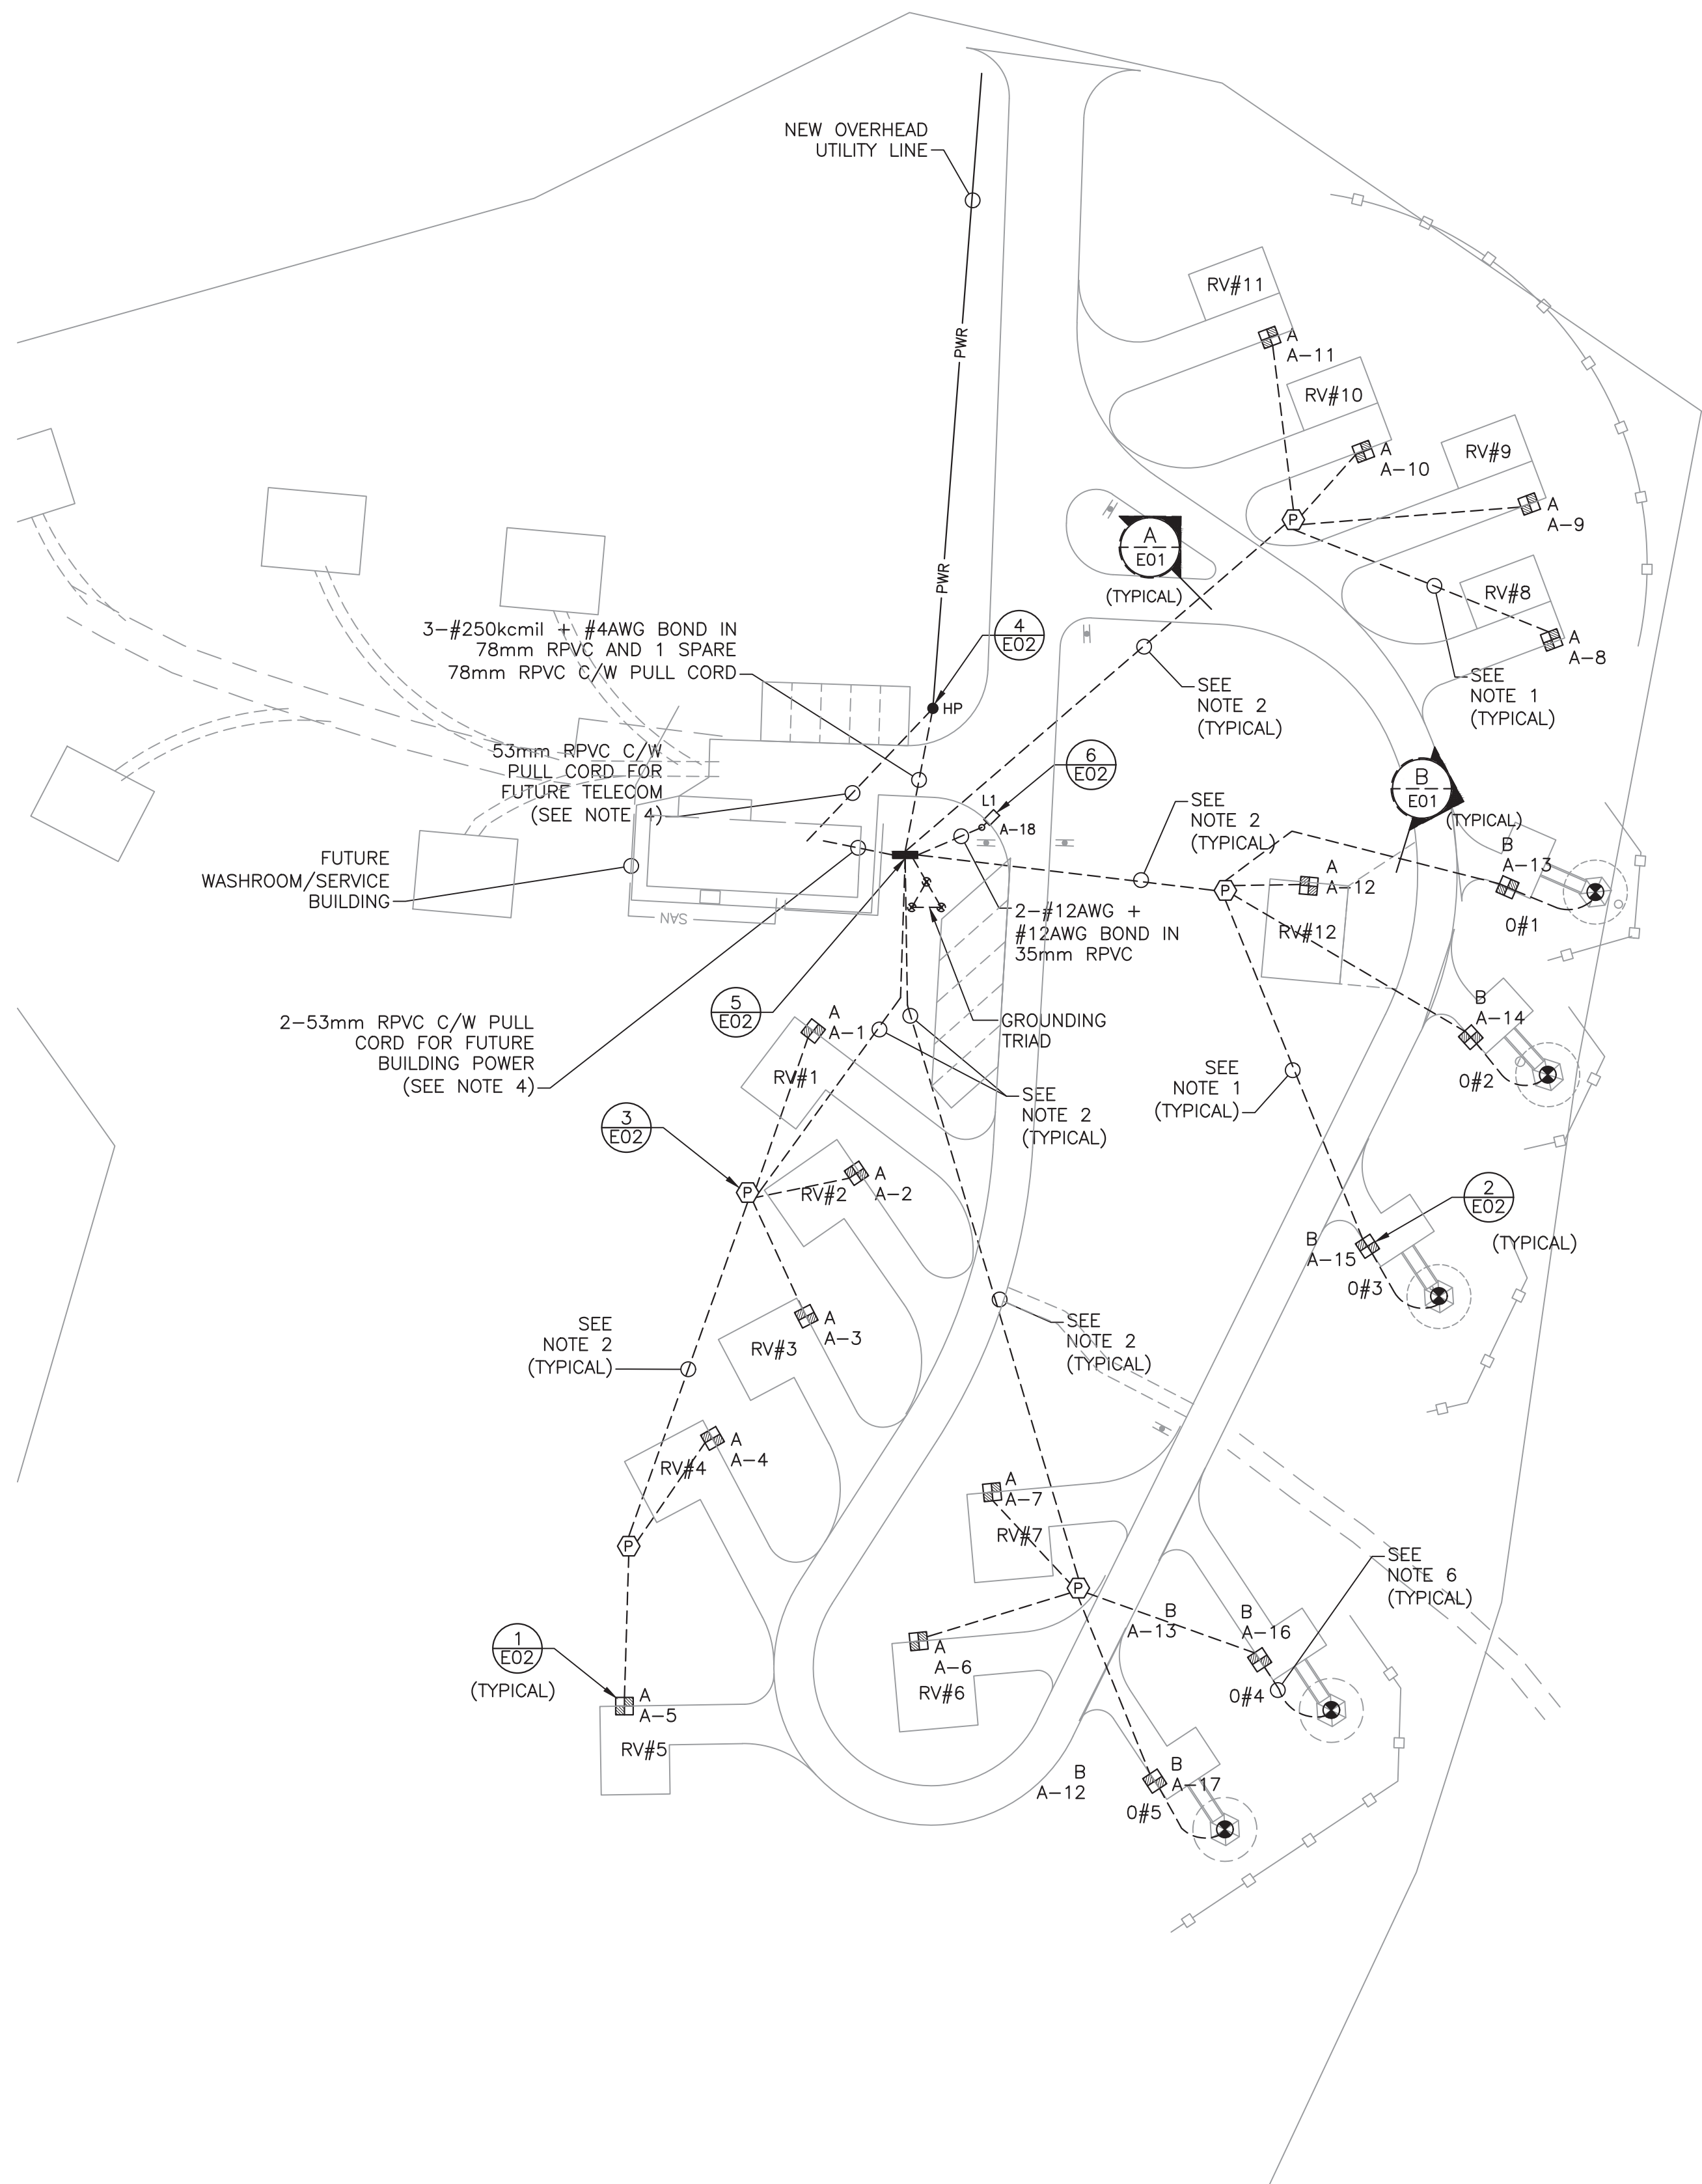 NEW OVERHEAD
UTILITY LINE
RV#11
A
A-11
PWR
RV#10
A
A-10
RV#9
A
A-9
P
A
E01
(TYPICAL)
PWR
RV#8
A
A-8
3-#250kcmil + #4AWG BOND IN
78mm RPVC AND 1 SPARE
78mm RPVC C/W PULL CORD
4
E02
HP
SEE
NOTE 2
(TYPICAL)
SEE
NOTE 1
(TYPICAL)
53mm RPVC C/W
PULL CORD FOR
FUTURE TELECOM
(SEE NOTE 4)
6
E02
L1
A-18
SEE
NOTE 2
(TYPICAL)
B
E01
(TYPICAL)
FUTURE
WASHROOM/SERVICE
BUILDING
SAN
P
A
A-12
RV#12
B
A-13
O#1
2-#12AWG +
#12AWG BOND IN
35mm RPVC
5
E02
GROUNDING
TRIAD
2-53mm RPVC C/W PULL
CORD FOR FUTURE
BUILDING POWER
(SEE NOTE 4)
A
A-1
RV#1
B
A-14
O#2
SEE
NOTE 2
(TYPICAL)
SEE
NOTE 1
(TYPICAL)
3
E02
P
RV#2
A
A-2
2
E02
(TYPICAL)
B
A-15
O#3
SEE
NOTE 2
(TYPICAL)
RV#3
A
A-3
SEE
NOTE 2
(TYPICAL)
RV#4
A
A-4
A
A-7
RV#7
P
P
SEE
NOTE 6
(TYPICAL)
B
A-13
B
A-16
O#4
1
E02
(TYPICAL)
A
A-5
RV#5
A
A-6
RV#6
B
A-12
B
A-17
O#5